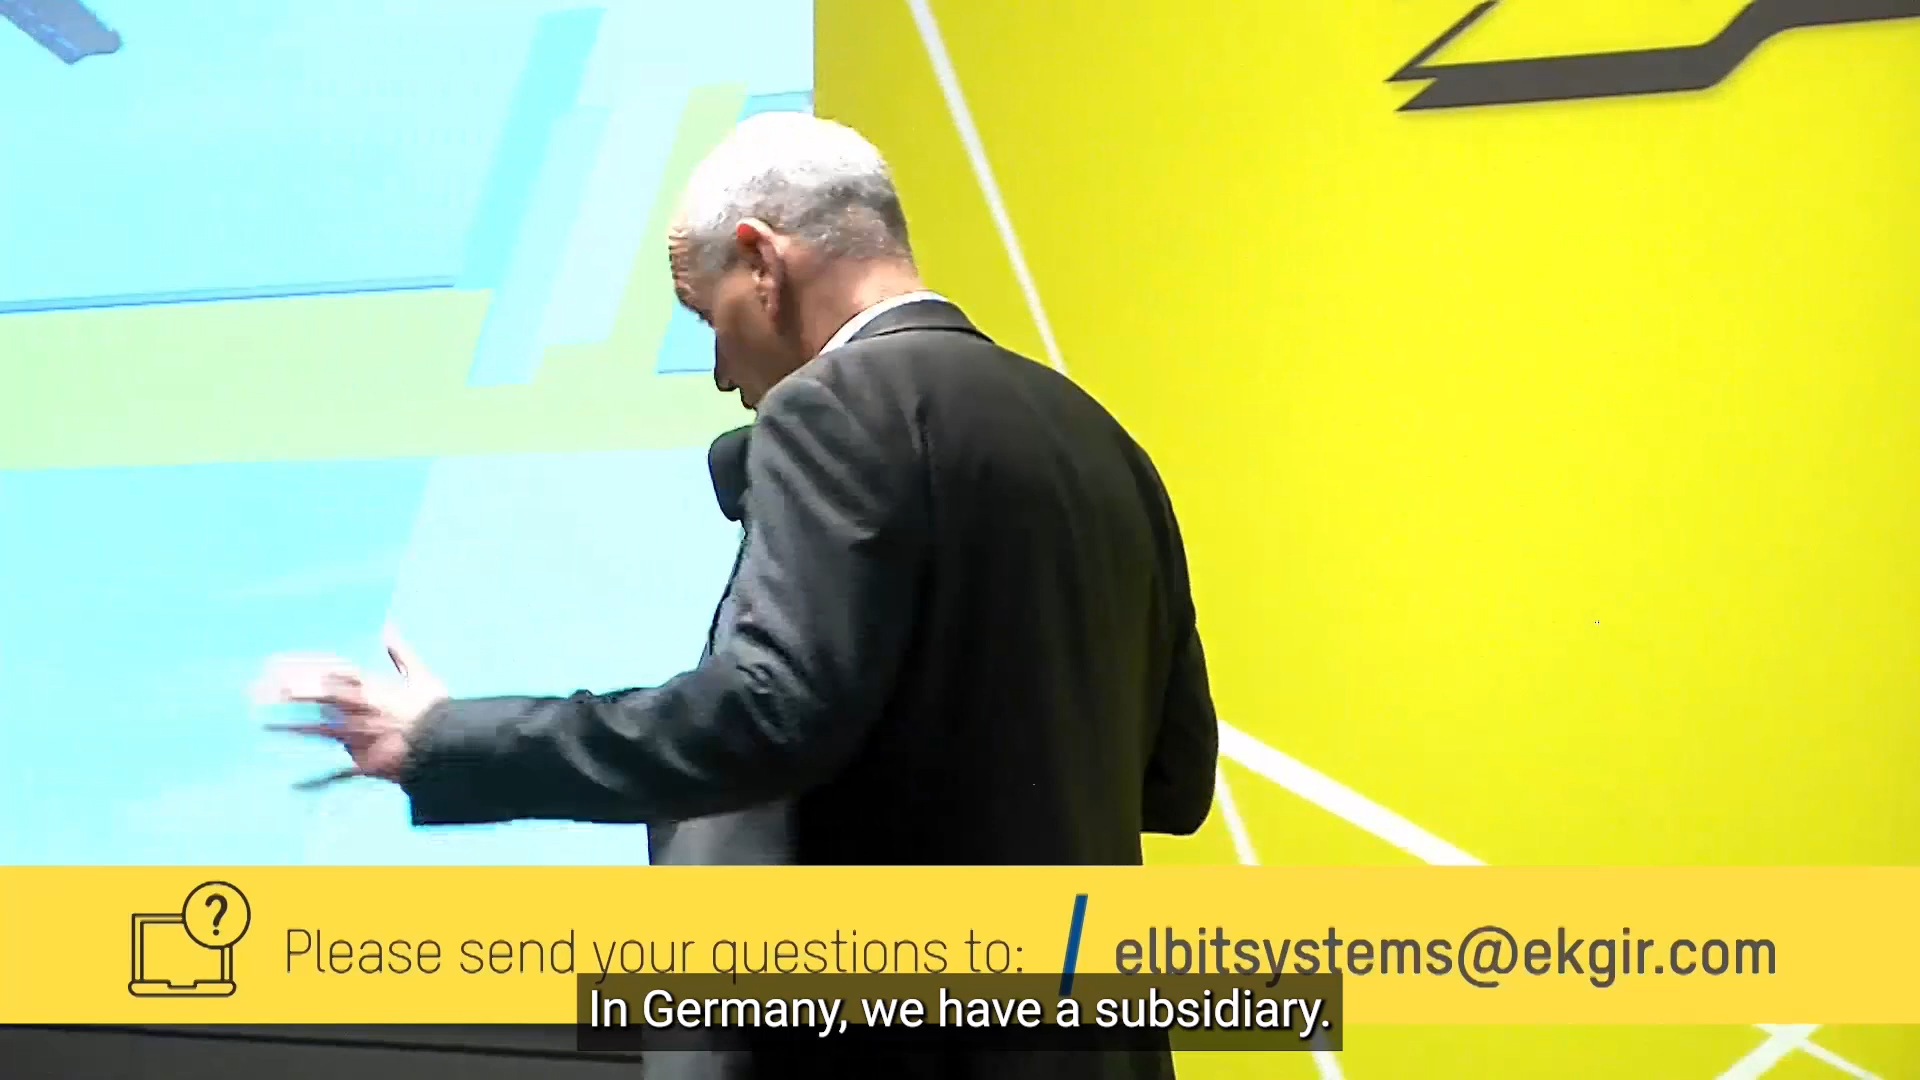 ?
Please send your questions to: / elbitsystems@ekgir.com
In Germany, we have a subsidiary.